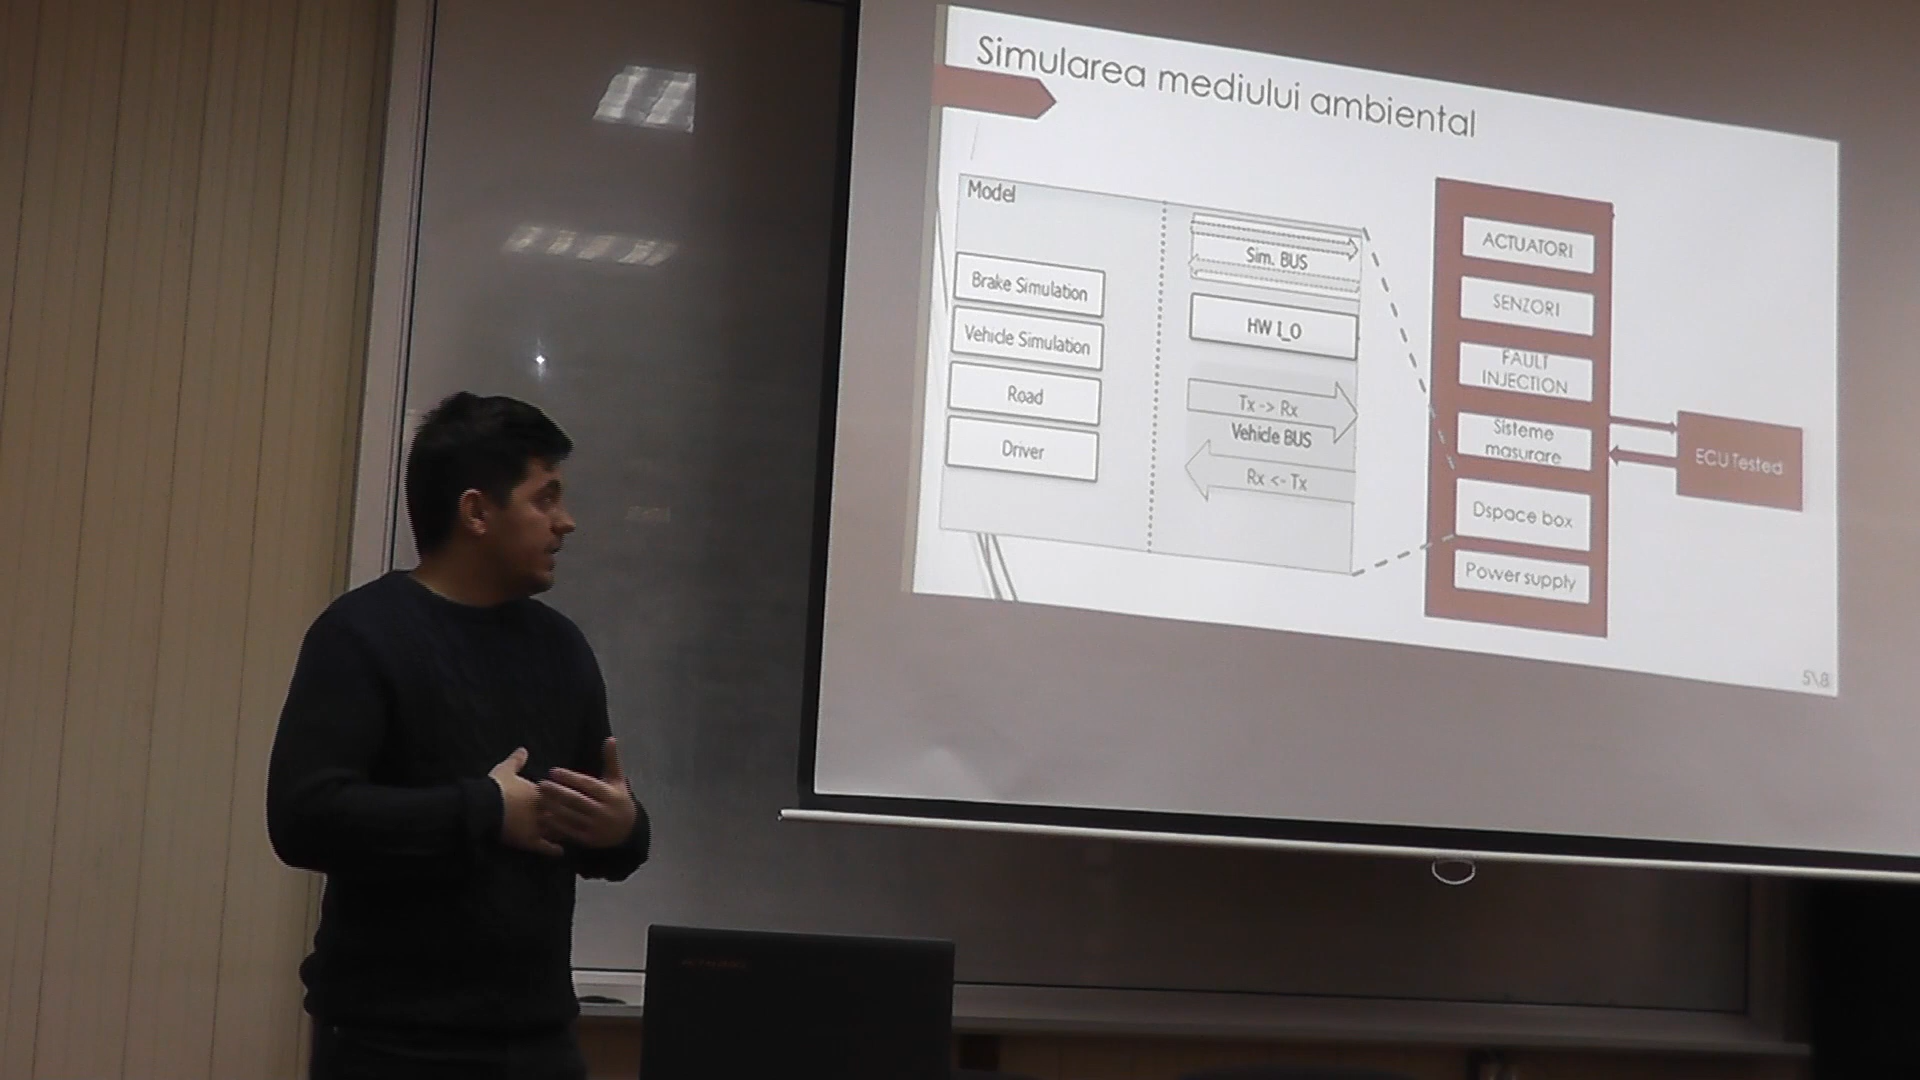 Simularea mediului ambiental
Model
Brake Simulation
Vehicle Simulation
Road
Driver
Sim. BUS
HW I_O
Tx -> Rx
Vehicle BUS
Rx <- Tx
ACTUATORI
SENZORI
FAULT
INJECTION
Sisteme
masurare
Dspace box
Power supply
ECU Tested
5\8